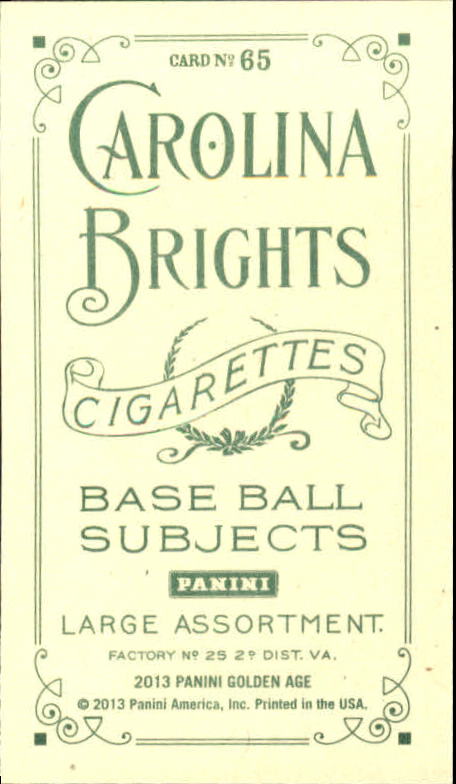 CARD Nº 65
CAROLINA
BRIGHTS
CIGARETTES
BASE BALL
SUBJECTS
PANINI
LARGE ASSORTMENT.
FACTORY Nº 25 2º DIST. VA.
2013 PANINI GOLDEN AGE
© 2013 Panini America, Inc. Printed in the USA.